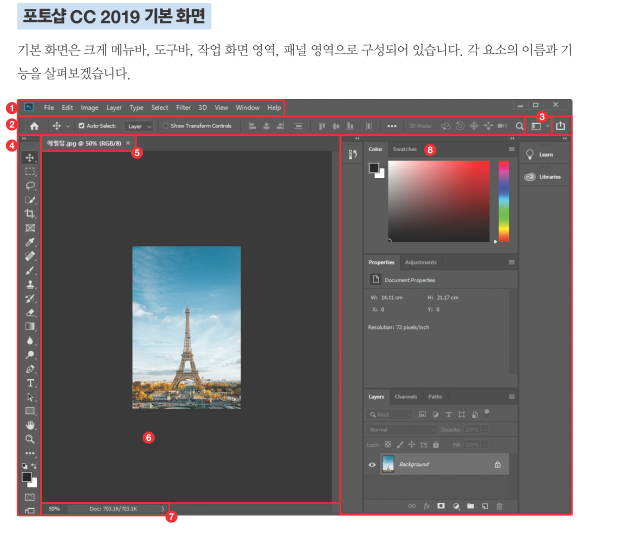 포토샵 CC 2019 기본 화면
기본 화면은 크게 메뉴바, 도구바, 작업 화면 영역, 패널 영역으로 구성되어 있습니다. 각 요소의 이름과 기
능을 살펴보겠습니다.
1 Ps File Edit Image Layer Type Select Filter 3D View Window Help
3
2 Auto-Select: Layer Show Transform Controls 3D Mode:
4 에펠탑.jpg @ 50% (RGB/8) ×
5
Color Swatches 8
Learn
Libraries
Properties Adjustments
Document Properties
W: 14.11 cm H: 21.17 cm
X: 0 Y: 0
Resolution: 72 pixels/inch
Layers Channels Paths
Kind
Normal Opacity: 100%
Lock: Fill: 100%
Background
6
50% Doc: 703.1K/703.1K
7